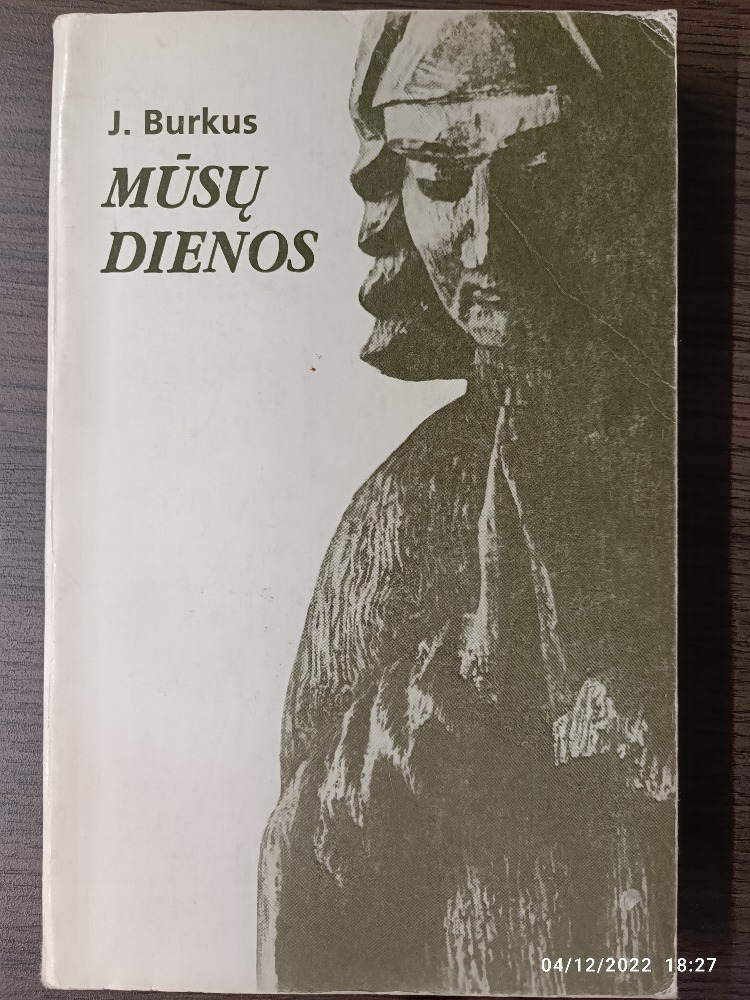 J. Burkus
MŪSŲ
DIENOS
04/12/2022 18:27